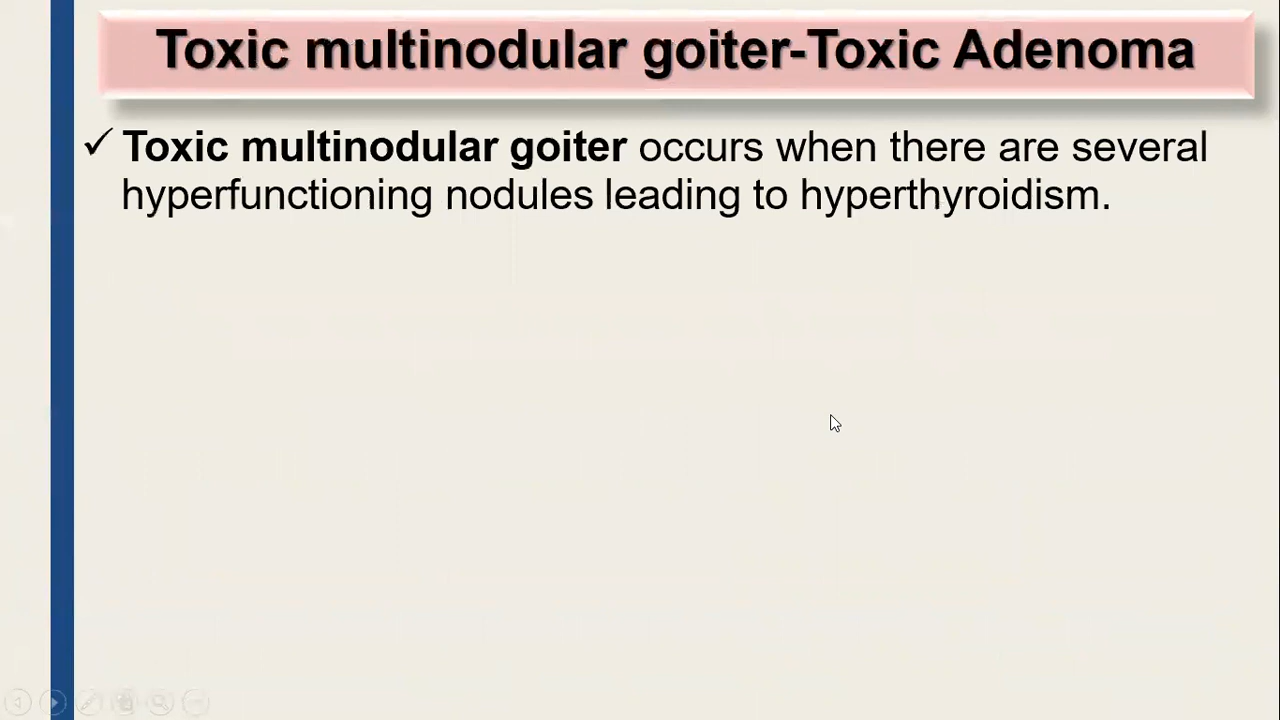 Toxic multinodular goiter-Toxic Adenoma
✓ Toxic multinodular goiter occurs when there are several
hyperfunctioning nodules leading to hyperthyroidism.